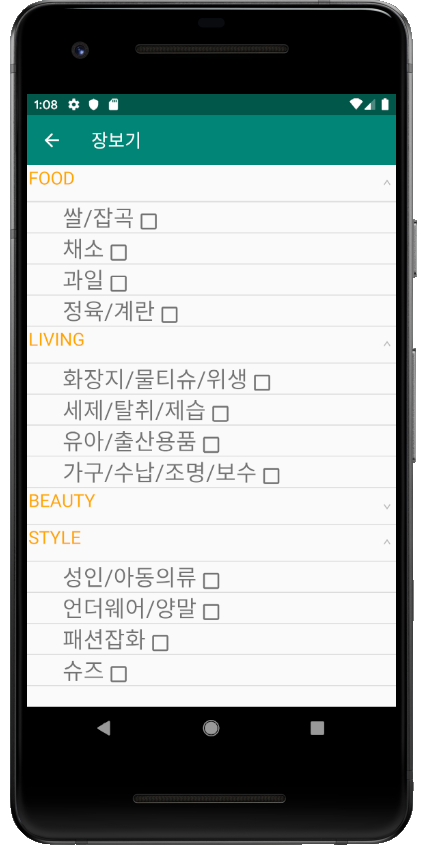 1:08
장보기
FOOD
쌀/잡곡
채소
과일
정육/계란
LIVING
화장지/물티슈/위생
세제/탈취/제습
유아/출산용품
가구/수납/조명/보수
BEAUTY
STYLE
성인/아동의류
언더웨어/양말
패션잡화
슈즈